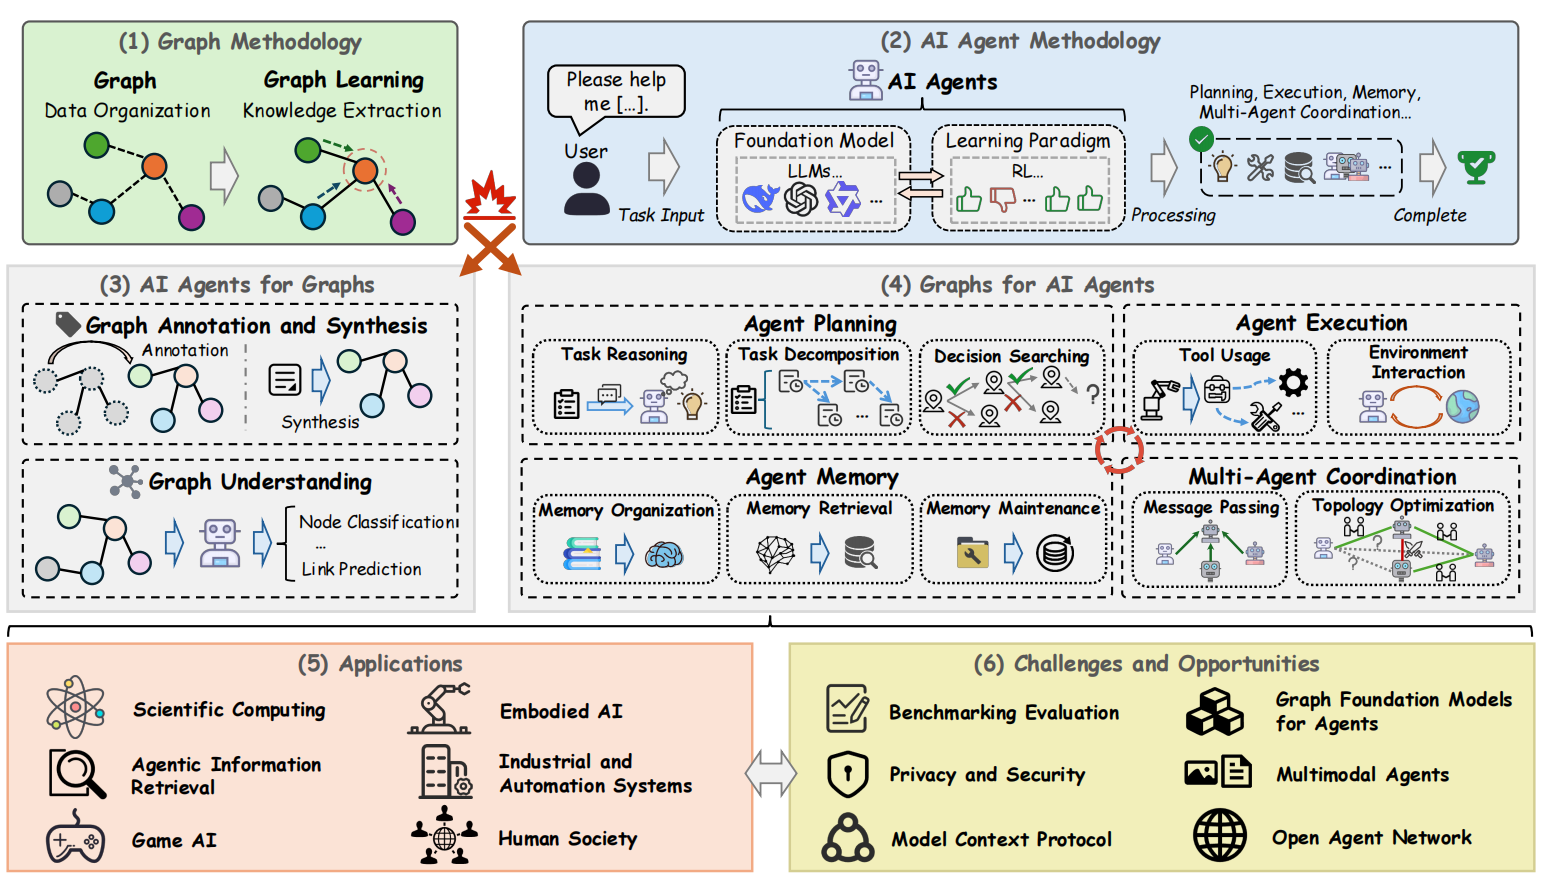 (1) Graph Methodology
Graph
Data Organization
Graph Learning
Knowledge Extraction
(2) AI Agent Methodology
Please help
me [...].
User
Task Input
AI Agents
Foundation Model
LLMs...
...
Learning Paradigm
RL...
...
Processing
Planning, Execution, Memory,
Multi-Agent Coordination...
...
Complete
(3) AI Agents for Graphs
Graph Annotation and Synthesis
Annotation
Synthesis
Graph Understanding
Node Classification
...
Link Prediction
(4) Graphs for AI Agents
Agent Planning
Task Reasoning
Task Decomposition
...
Decision Searching
?
Agent Execution
Tool Usage
...
Environment
Interaction
Agent Memory
Memory Organization
Memory Retrieval
Memory Maintenance
Multi-Agent Coordination
Message Passing
Topology Optimization
?
?
(5) Applications
Scientific Computing
Embodied AI
Agentic Information
Retrieval
Industrial and
Automation Systems
Game AI
Human Society
(6) Challenges and Opportunities
Benchmarking Evaluation
Graph Foundation Models
for Agents
Privacy and Security
Multimodal Agents
Model Context Protocol
Open Agent Network